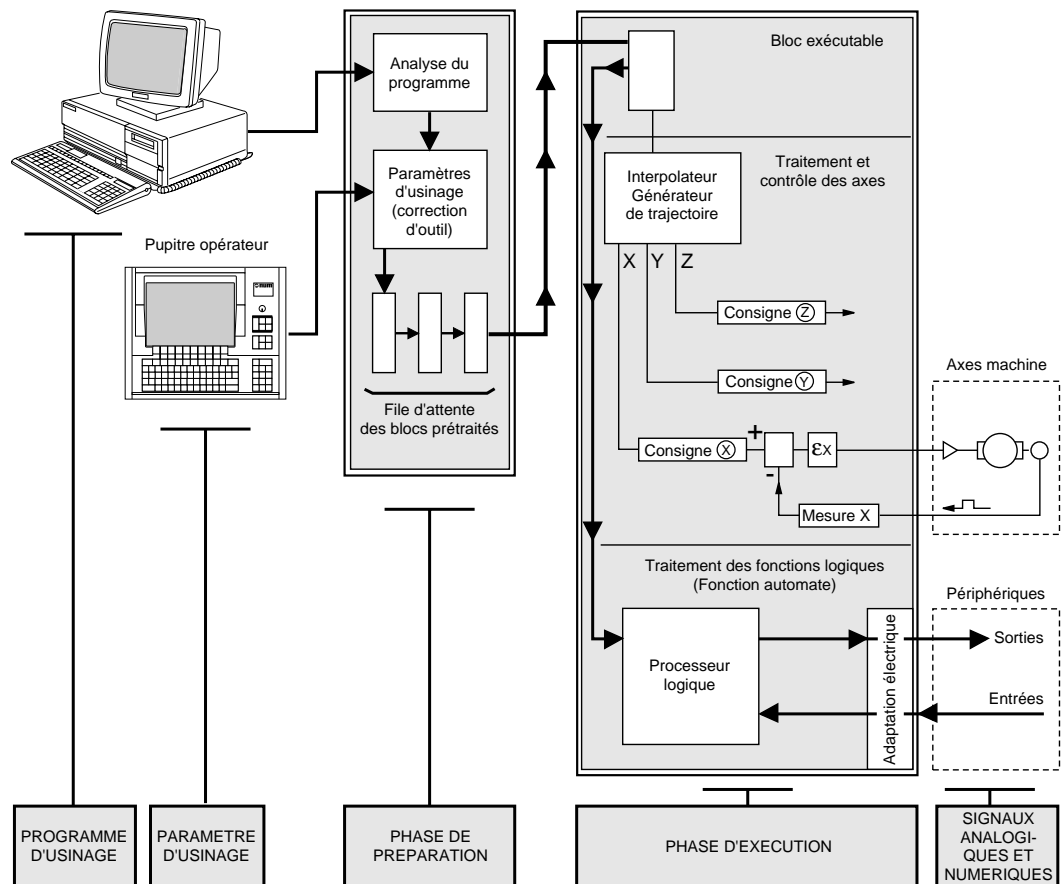 Analyse du
programme
Paramètres
d'usinage
(correction
d'outil)
File d'attente
des blocs prétraités
Pupitre opérateur
num
Bloc exécutable
Traitement et
contrôle des axes
Interpolateur
Générateur
de trajectoire
X Y Z
Consigne Z
Consigne Y
Consigne X
+
-
εx
Mesure X
Axes machine
Traitement des fonctions logiques
(Fonction automate)
Processeur
logique
Adaptation électrique
Périphériques
Sorties
Entrées
PROGRAMME
D'USINAGE
PARAMETRE
D'USINAGE
PHASE DE
PREPARATION
PHASE D'EXECUTION
SIGNAUX
ANALOGI-
QUES ET
NUMERIQUES